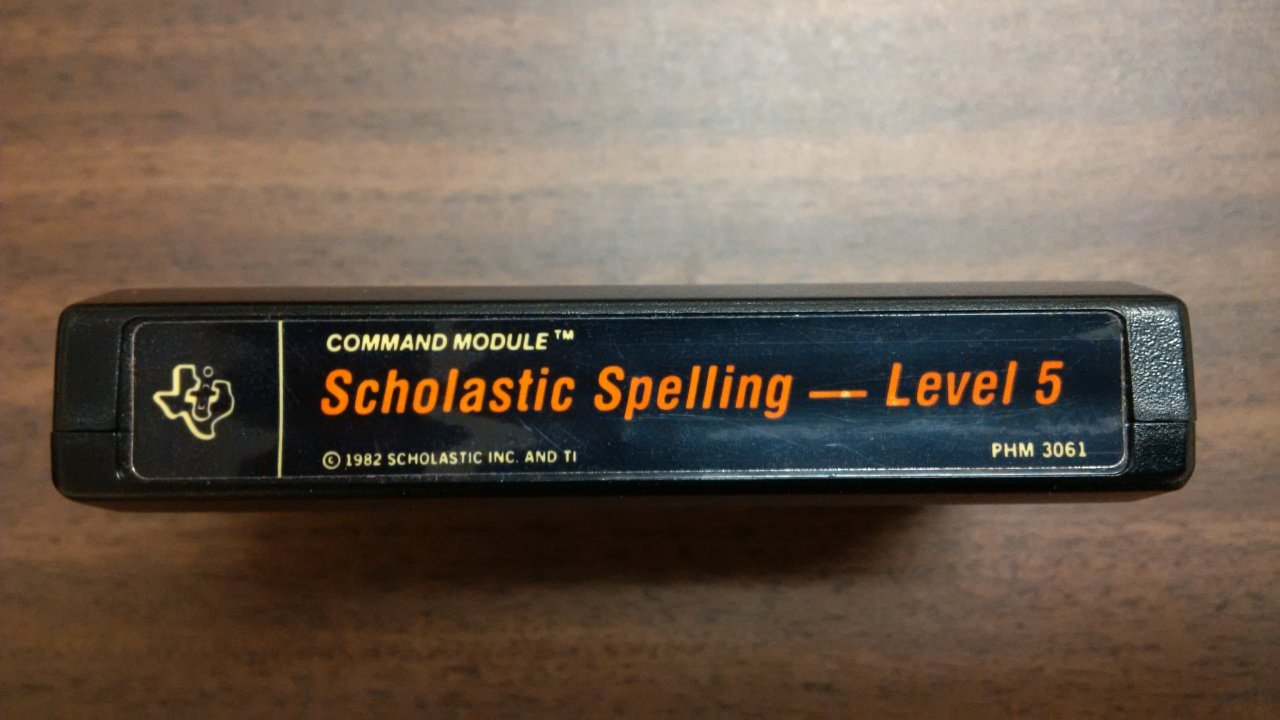 COMMAND MODULE™
Scholastic Spelling — Level 5
© 1982 SCHOLASTIC INC. AND TI
PHM 3061